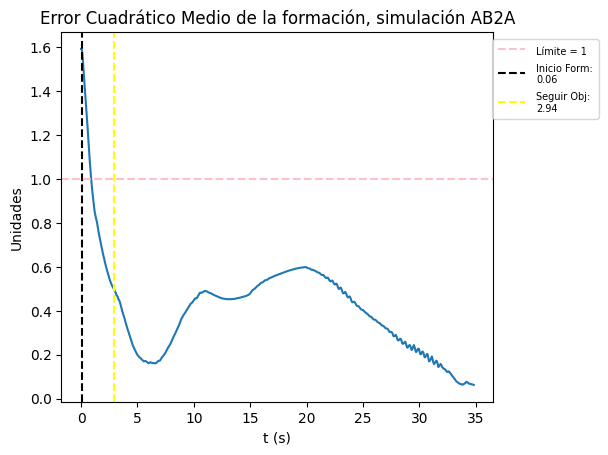 Error Cuadrático Medio de la formación, simulación AB2A
Límite = 1
Inicio Form:
0.06
Seguir Obj:
2.94
Unidades
1.6
1.4
1.2
1.0
0.8
0.6
0.4
0.2
0.0
0 5 10 15 20 25 30 35
t (s)